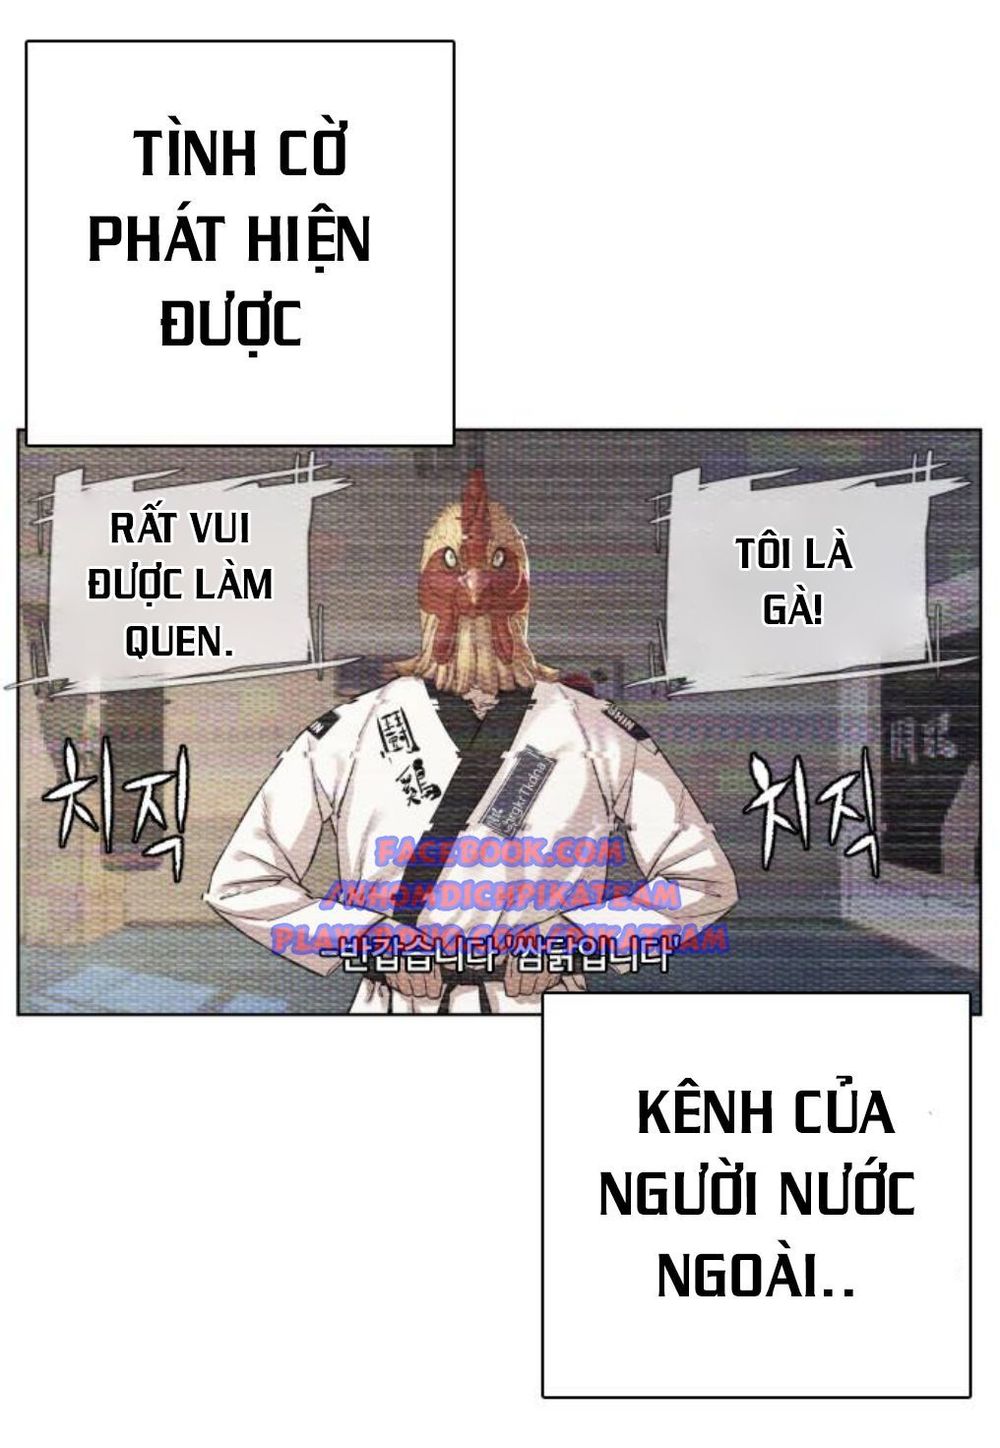 TÌNH CỜ
PHÁT HIỆN
ĐƯỢC
RẤT VUI
ĐƯỢC LÀM
QUEN.
TÔI LÀ
GÀ!
치직
치직
FACEBOOK.COM
/NHOMDICHPIKATEAM
-반갑습니다 '쌈닭'입니다'
KÊNH CỦA
NGƯỜI NƯỚC
NGOÀI..